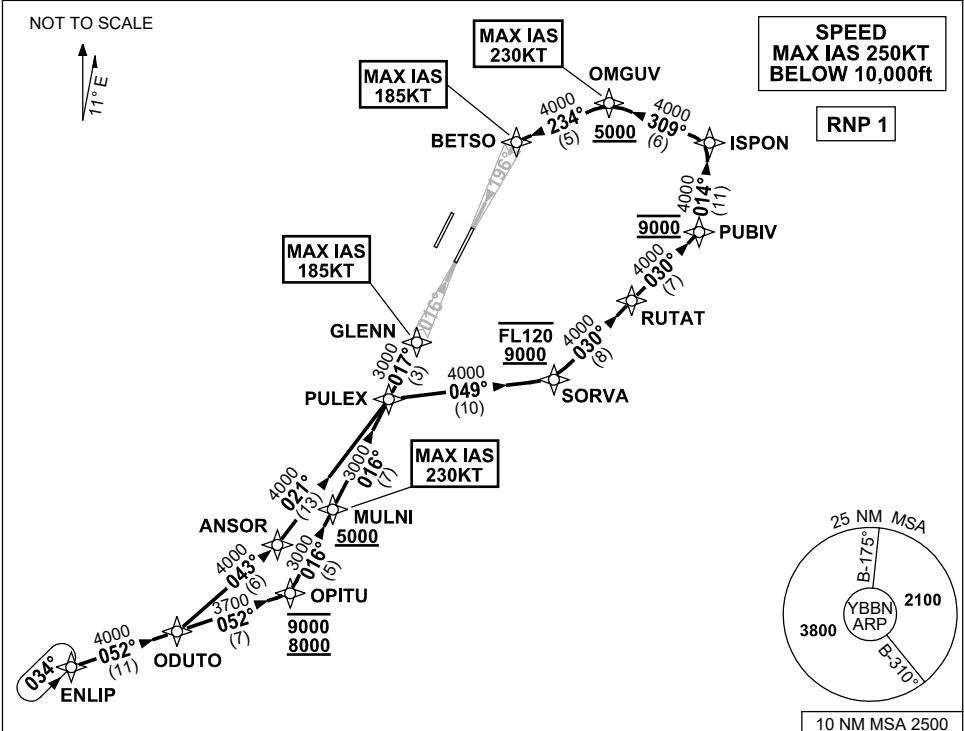 NOT TO SCALE
11° E
SPEED
MAX IAS 250KT
BELOW 10,000ft
RNP 1
MAX IAS
230KT
OMGUV
MAX IAS
185KT
BETSO
4000
234°
(5)
5000
4000
309°
(6)
ISPON
196°
4000
014°
(11)
9000
PUBIV
MAX IAS
185KT
4000
030°
(7)
RUTAT
016°
GLENN
FL120
9000
4000
030°
(8)
3000
017°
(3)
PULEX
4000
049°
(10)
SORVA
MAX IAS
230KT
3000
016°
(7)
4000
021°
(13)
ANSOR
MULNI
5000
4000
043°
(6)
3000
016°
(5)
OPITU
9000
8000
3700
052°
(7)
ODUTO
4000
052°
(11)
034°
ENLIP
25 NM MSA
B-175°
YBBN
ARP
2100
3800
B-310°
10 NM MSA 2500